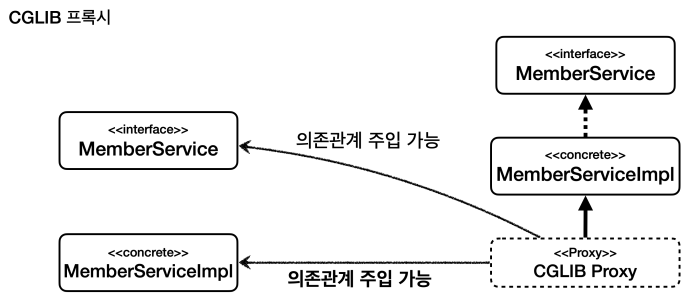 CGLIB 프록시
<<interface>>
MemberService
<<interface>>
MemberService
의존관계 주입 가능
<<concrete>>
MemberServiceImpl
<<concrete>>
MemberServiceImpl
의존관계 주입 가능
<<Proxy>>
CGLIB Proxy